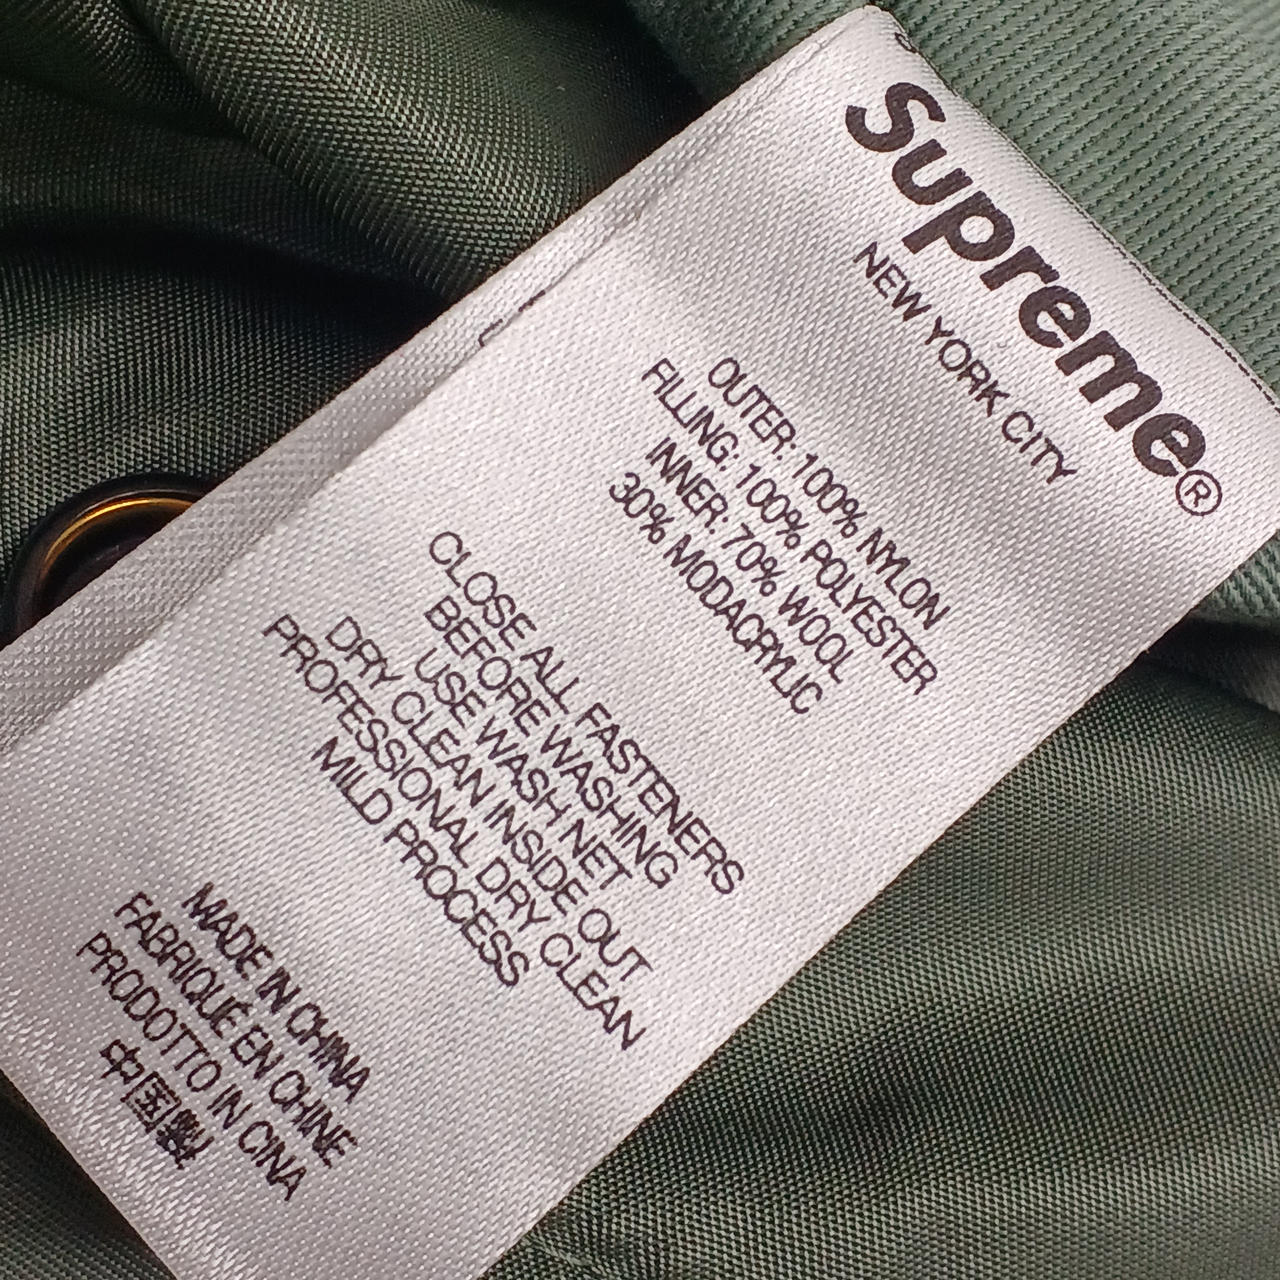 Supreme®
NEW YORK CITY
OUTER: 100% NYLON
FILLING: 100% POLYESTER
INNER: 70% WOOL
30% MODACRYLIC
CLOSE ALL FASTENERS
BEFORE WASHING
USE WASH NET
DRY CLEAN INSIDE OUT
PROFESSIONAL DRY CLEAN
MILD PROCESS
MADE IN CHINA
FABRIQUÉ EN CHINE
PRODOTTO IN CINA
中国製